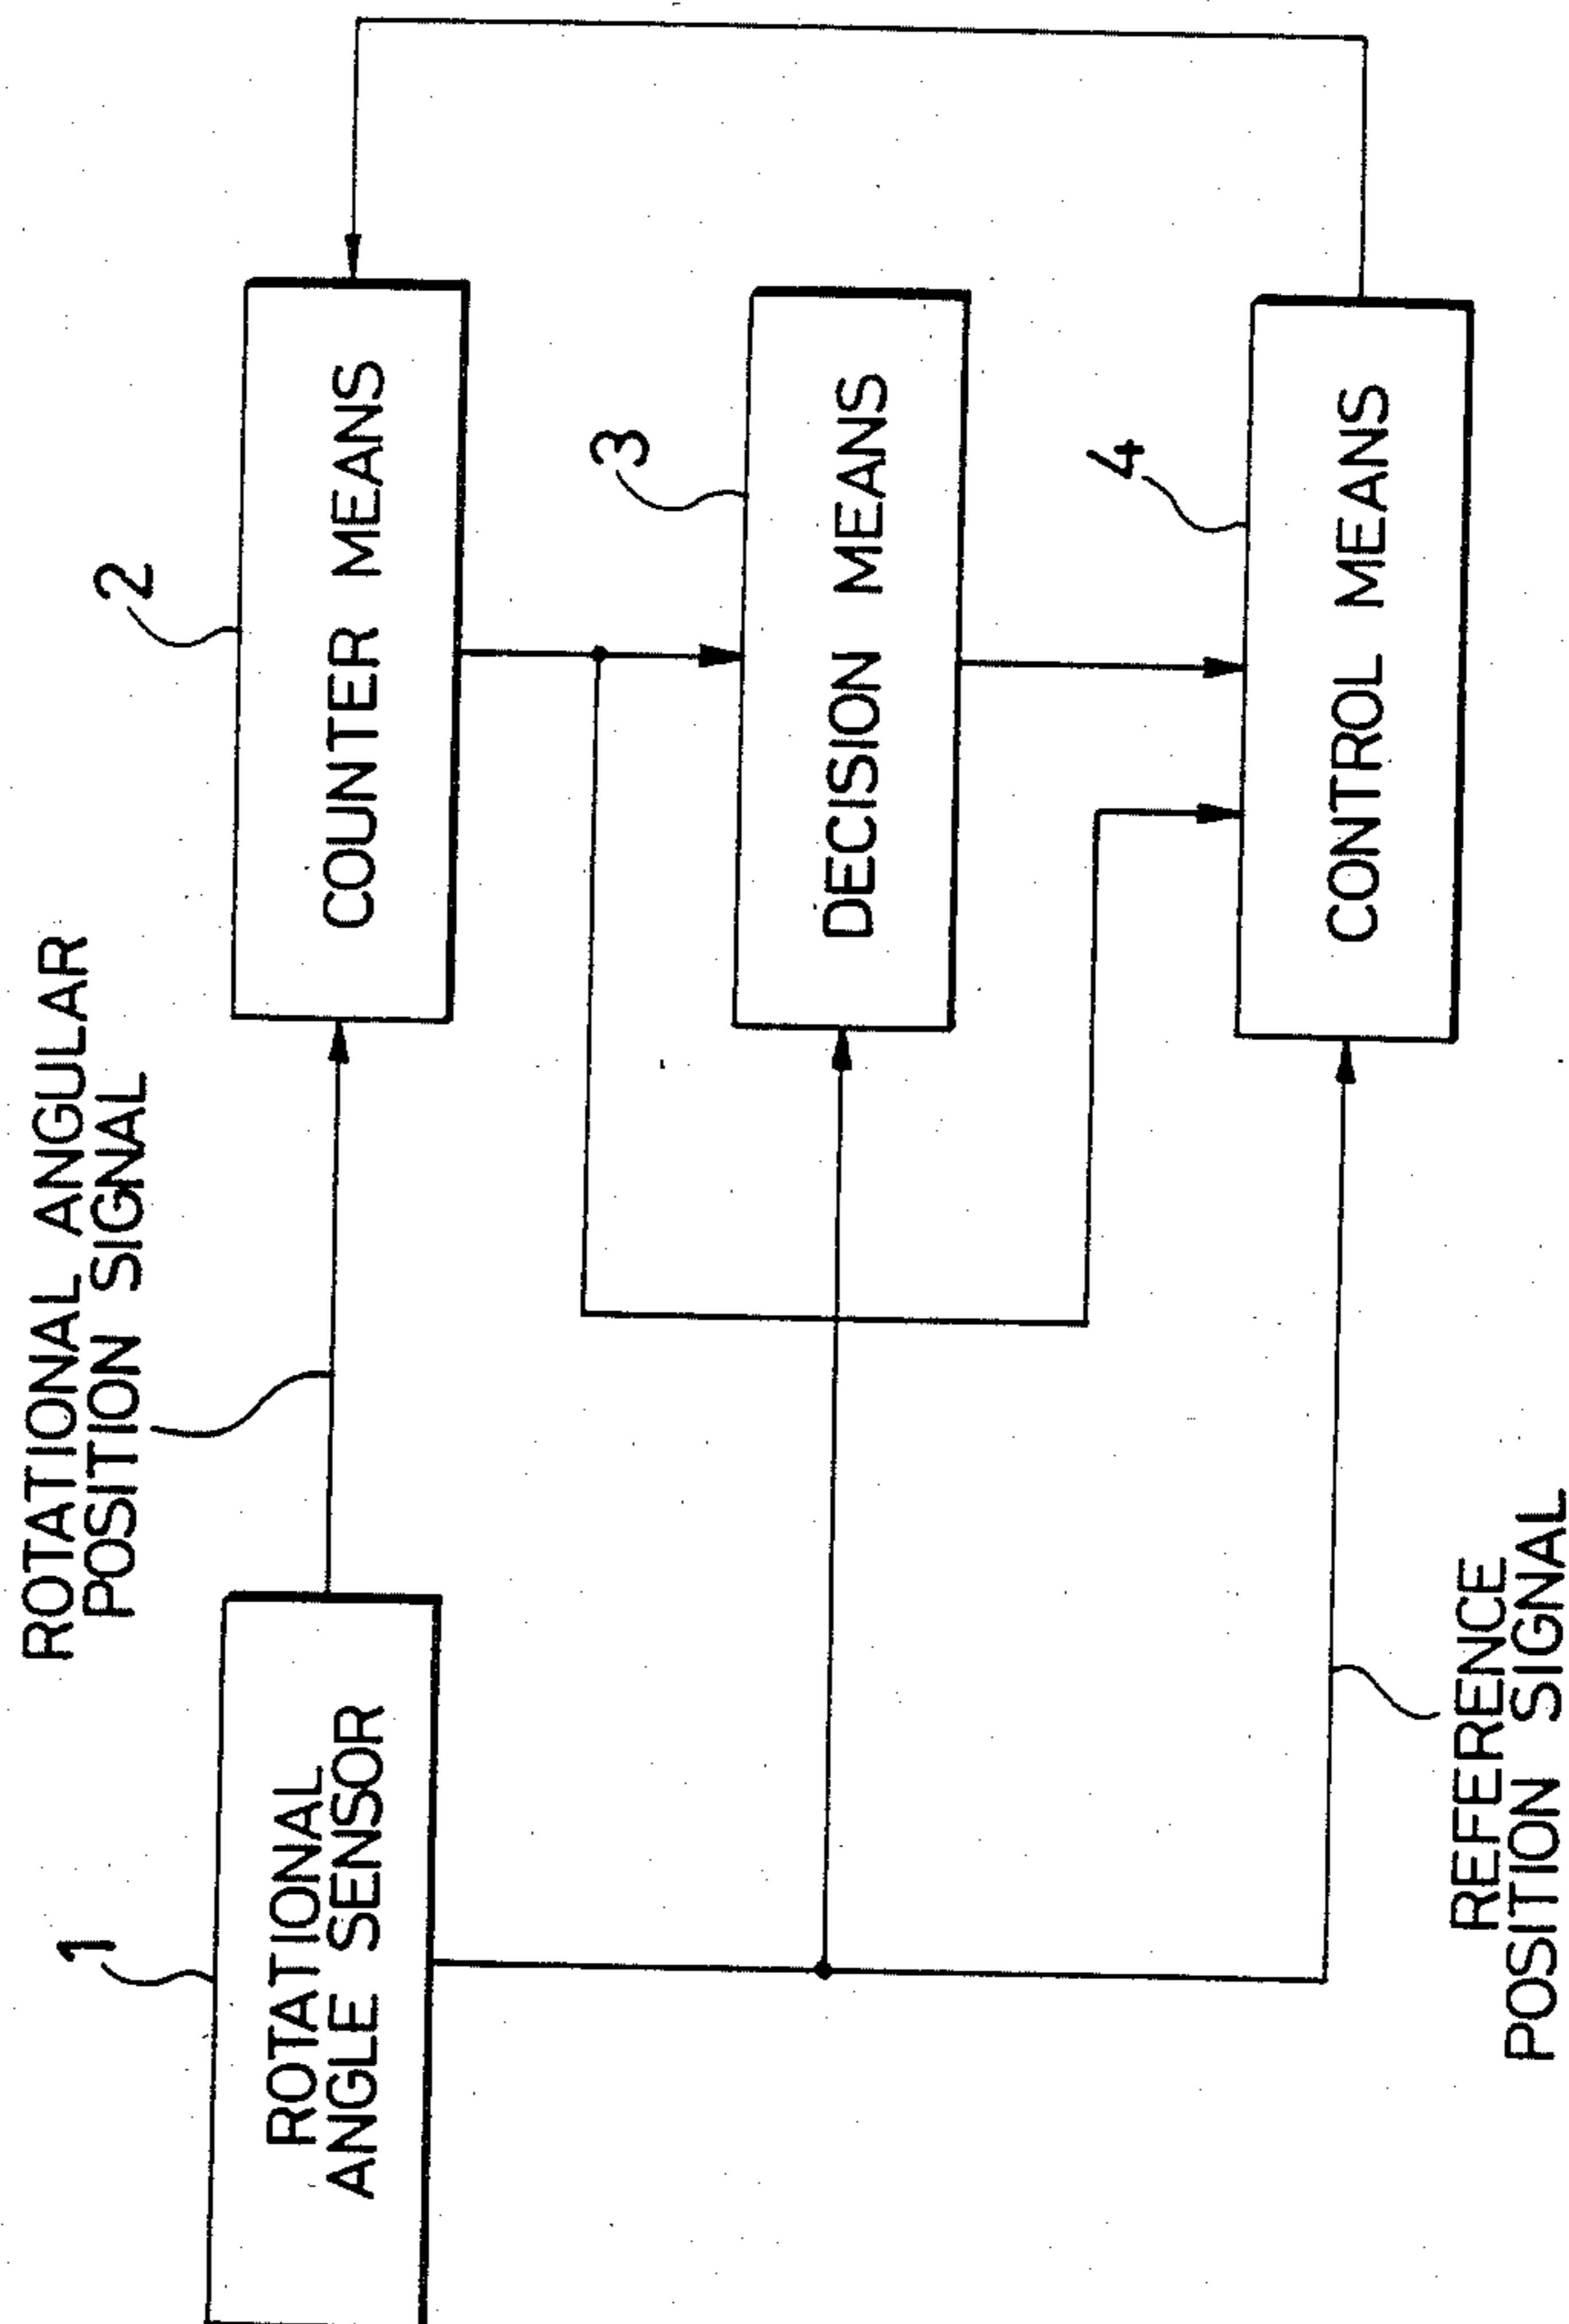 1
ROTATIONAL
ANGLE SENSOR
ROTATIONAL ANGULAR
POSITION SIGNAL
2
COUNTER MEANS
3
DECISION MEANS
4
CONTROL MEANS
REFERENCE
POSITION SIGNAL